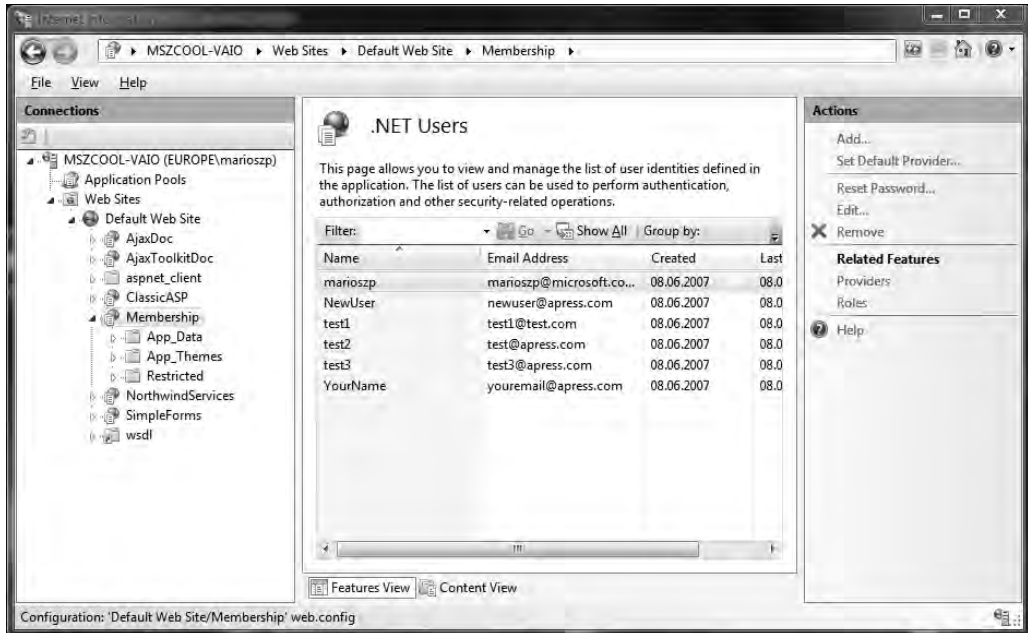 Internet Information
MSZCOOL-VAIO ▸ Web Sites ▸ Default Web Site ▸ Membership ▸
File View Help
Connections
MSZCOOL-VAIO (EUROPE\marioszp)
Application Pools
Web Sites
Default Web Site
AjaxDoc
AjaxToolkitDoc
aspnet_client
ClassicASP
Membership
App_Data
App_Themes
Restricted
NorthwindServices
SimpleForms
wsdl
.NET Users
This page allows you to view and manage the list of user identities defined in
the application. The list of users can be used to perform authentication,
authorization and other security-related operations.
Filter: Go Show All Group by:
Name Email Address Created Last
marioszp marioszp@microsoft.co... 08.06.2007 08.0
NewUser newuser@apress.com 08.06.2007 08.0
test1 test1@test.com 08.06.2007 08.0
test2 test@apress.com 08.06.2007 08.0
test3 test3@apress.com 08.06.2007 08.0
YourName youremail@apress.com 08.06.2007 08.0
Features View Content View
Actions
Add...
Set Default Provider...
Reset Password...
Edit...
Remove
Related Features
Providers
Roles
Help
Configuration: 'Default Web Site/Membership' web.config